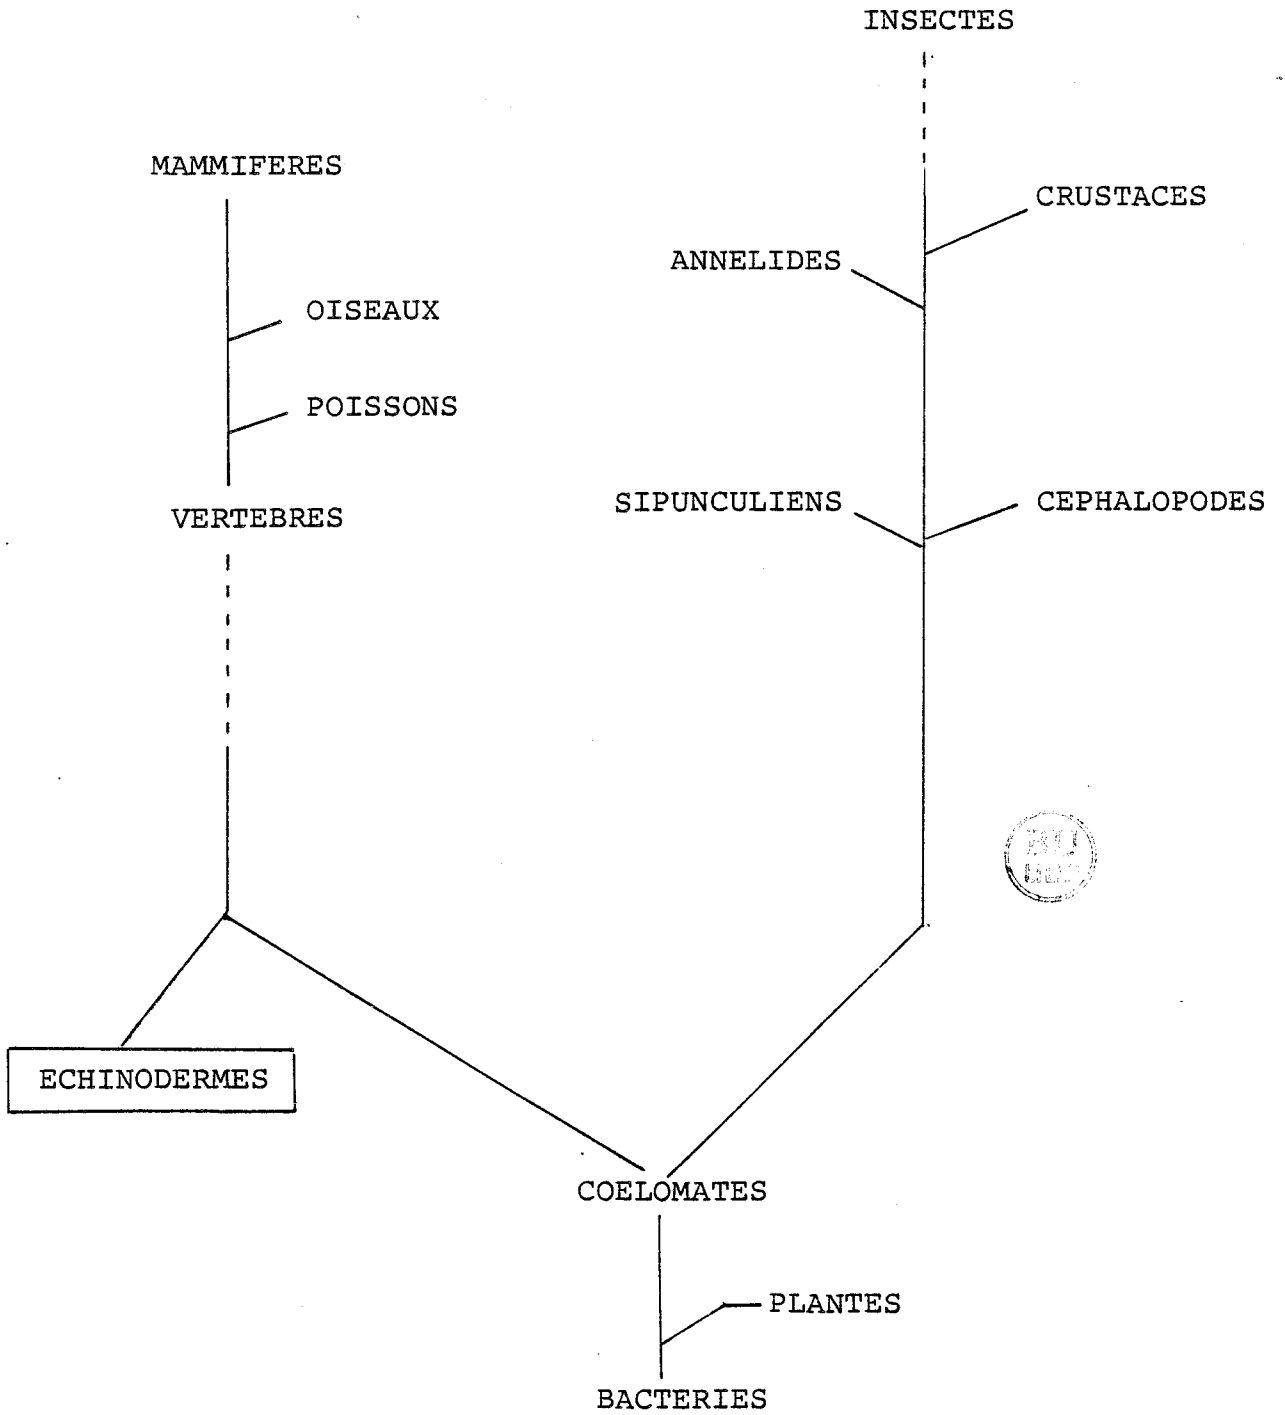 INSECTES
MAMMIFERES
CRUSTACES
ANNELIDES
OISEAUX
POISSONS
SIPUNCULIENS
CEPHALOPODES
VERTEBRES
ECHINODERMES
COELOMATES
PLANTES
BACTERIES